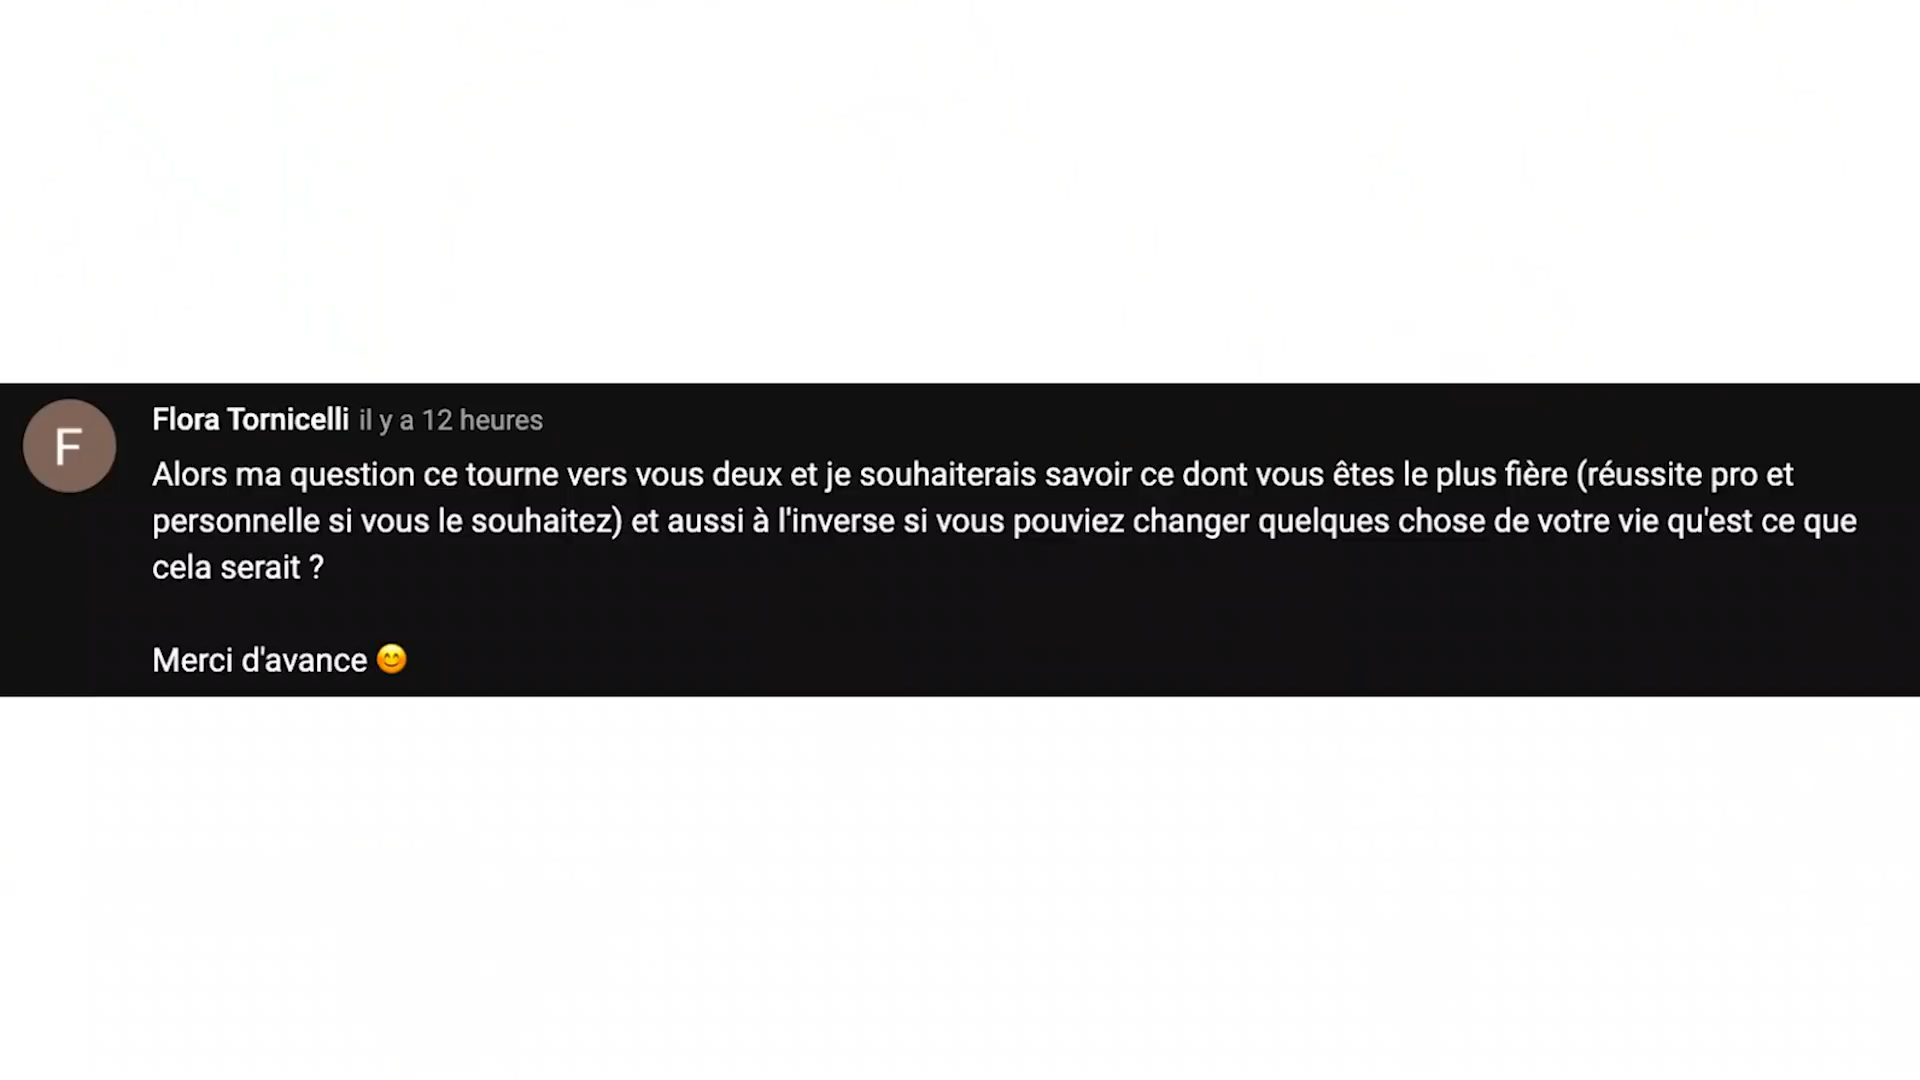 F
Flora Tornicelli il y a 12 heures
Alors ma question ce tourne vers vous deux et je souhaiterais savoir ce dont vous êtes le plus fière (réussite pro et
personnelle si vous le souhaitez) et aussi à l'inverse si vous pouviez changer quelques chose de votre vie qu'est ce que
cela serait ?
Merci d'avance 😊